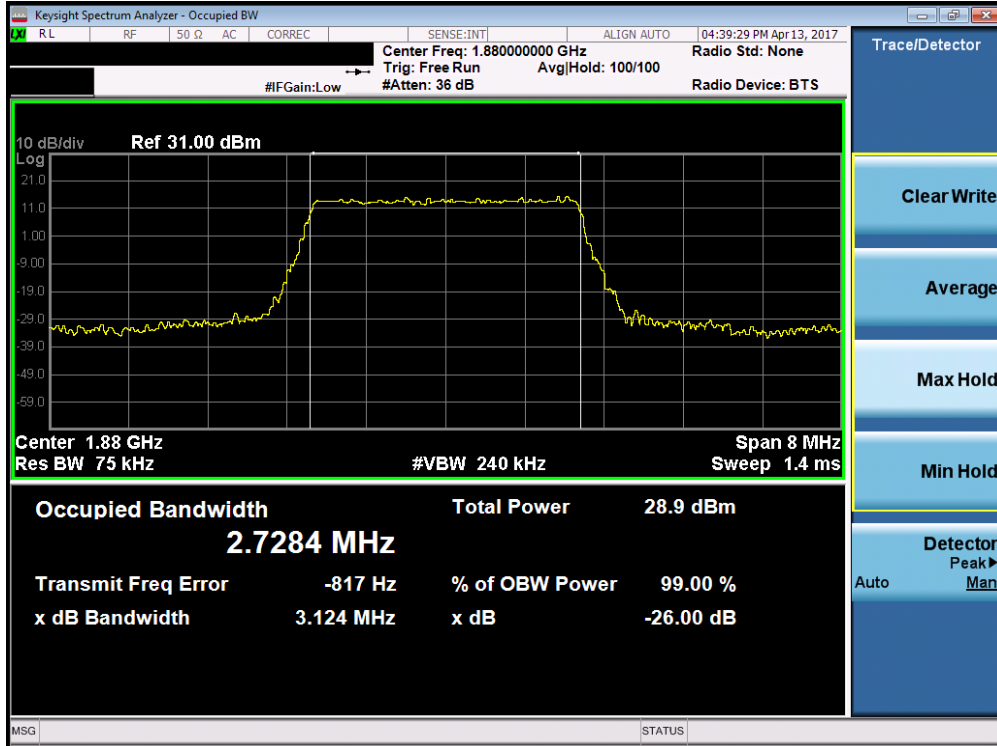 Keysight Spectrum Analyzer - Occupied BW
LXI RL RF 50 Ω AC CORREC SENSE:INT ALIGN AUTO 04:39:29 PM Apr 13, 2017
Center Freq: 1.880000000 GHz Radio Std: None
Trig: Free Run Avg|Hold: 100/100
#IFGain:Low #Atten: 36 dB Radio Device: BTS
10 dB/div Ref 31.00 dBm
Log
21.0
11.0
1.00
-9.00
-19.0
-29.0
-39.0
-49.0
-59.0
Center 1.88 GHz Span 8 MHz
Res BW 75 kHz #VBW 240 kHz Sweep 1.4 ms
Occupied Bandwidth Total Power 28.9 dBm
2.7284 MHz
Transmit Freq Error -817 Hz % of OBW Power 99.00 %
x dB Bandwidth 3.124 MHz x dB -26.00 dB
MSG STATUS
Trace/Detector
Clear Write
Average
Max Hold
Min Hold
Detector
Peak▶
Auto Man